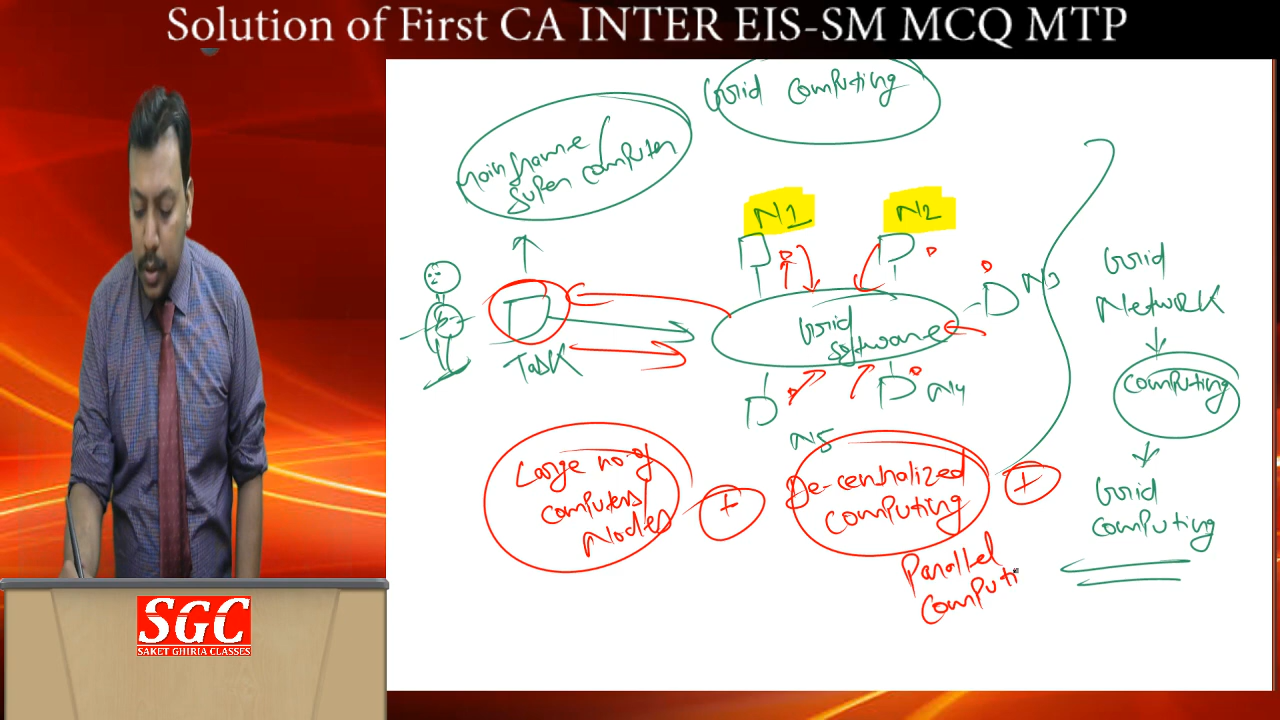 Solution of First CA INTER EIS-SM MCQ MTP
Grid computing
Mainframe/
super computer
N1
N2
N3
Grid
software
Task
N4
N5
Grid
Network
computing
Grid
computing
Large no. of
computers/
Nodes
+
De-centralized
computing
+
Parallel
computi
SGC
SAKET GHIRIA CLASSES